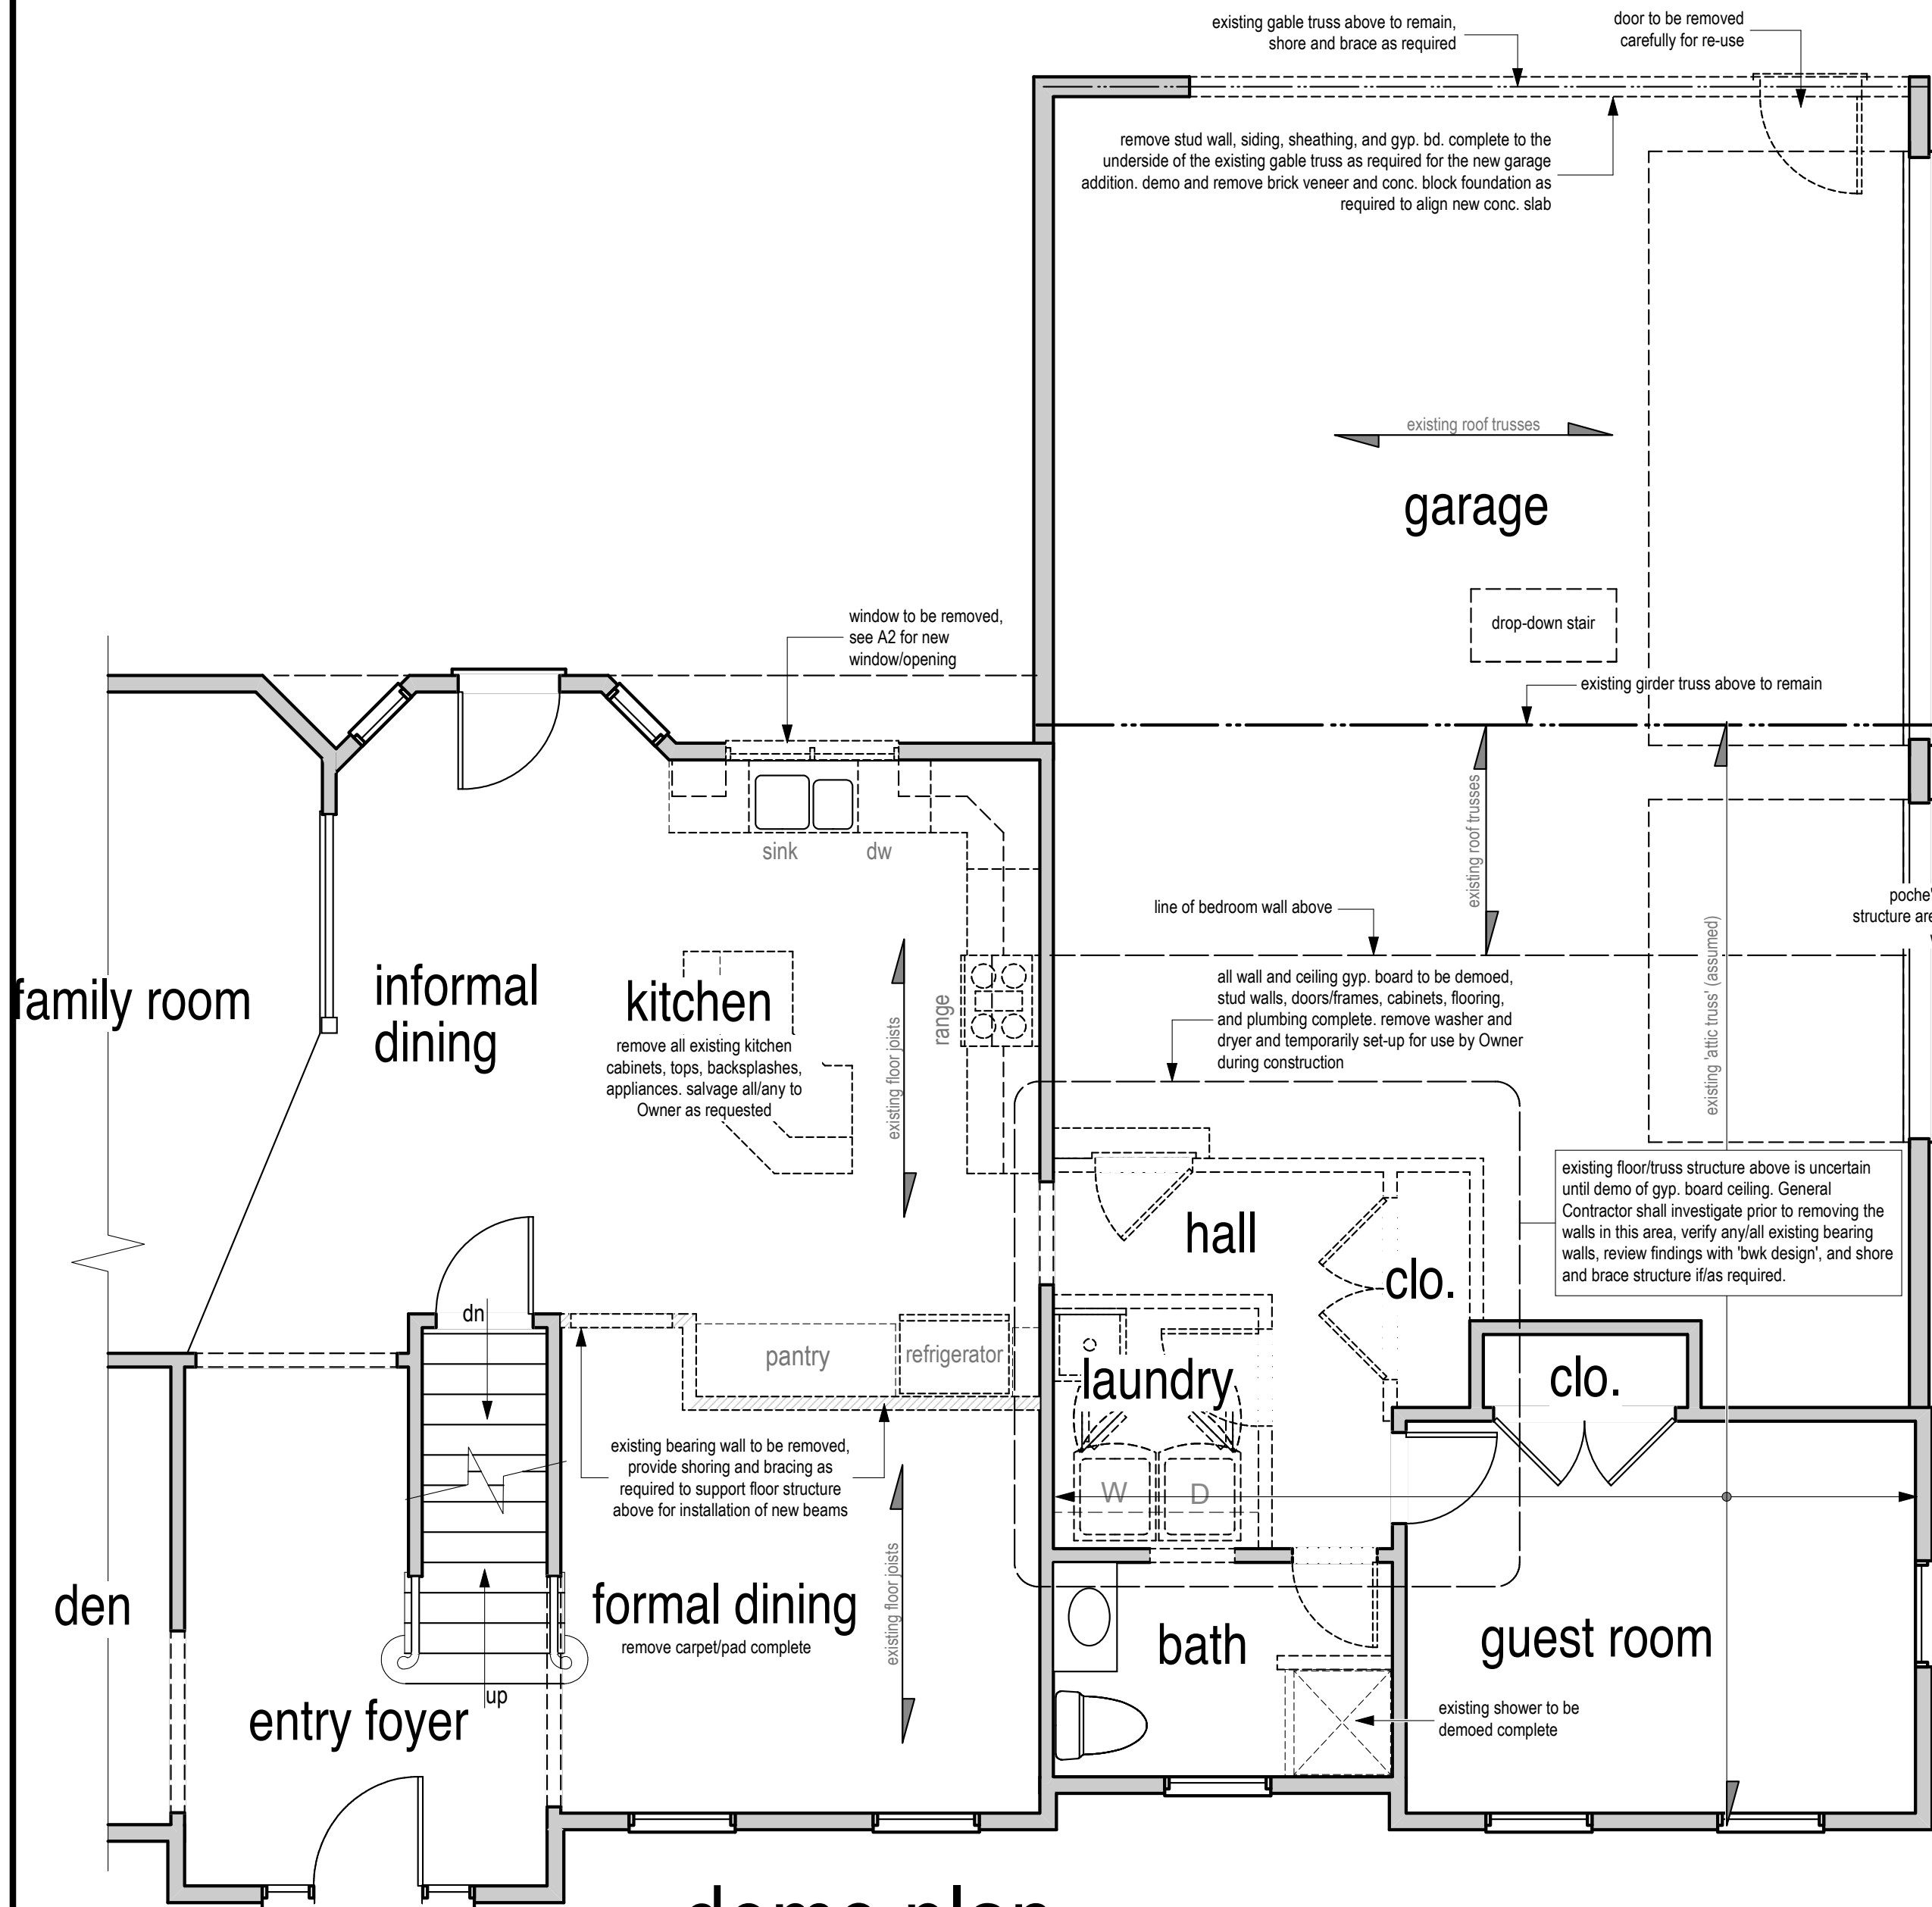 existing gable truss above to remain,
shore and brace as required
door to be removed
carefully for re-use
remove stud wall, siding, sheathing, and gyp. bd. complete to the
underside of the existing gable truss as required for the new garage
addition. demo and remove brick veneer and conc. block foundation as
required to align new conc. slab
existing roof trusses
garage
drop-down stair
window to be removed,
see A2 for new
window/opening
existing girder truss above to remain
existing roof trusses
sink
dw
line of bedroom wall above
poche'
structure are
existing 'attic truss' (assumed)
family room
informal
dining
kitchen
remove all existing kitchen
cabinets, tops, backsplashes,
appliances. salvage all/any to
Owner as requested
existing floor joists
range
all wall and ceiling gyp. board to be demoed,
stud walls, doors/frames, cabinets, flooring,
and plumbing complete. remove washer and
dryer and temporarily set-up for use by Owner
during construction
existing floor/truss structure above is uncertain
until demo of gyp. board ceiling. General
Contractor shall investigate prior to removing the
walls in this area, verify any/all existing bearing
walls, review findings with 'bwk design', and shore
and brace structure if/as required.
hall
clo.
dn
pantry
refrigerator
laundry
clo.
existing bearing wall to be removed,
provide shoring and bracing as
required to support floor structure
above for installation of new beams
W
D
den
formal dining
remove carpet/pad complete
existing floor joists
bath
guest room
up
entry foyer
existing shower to be
demoed complete
demo plan